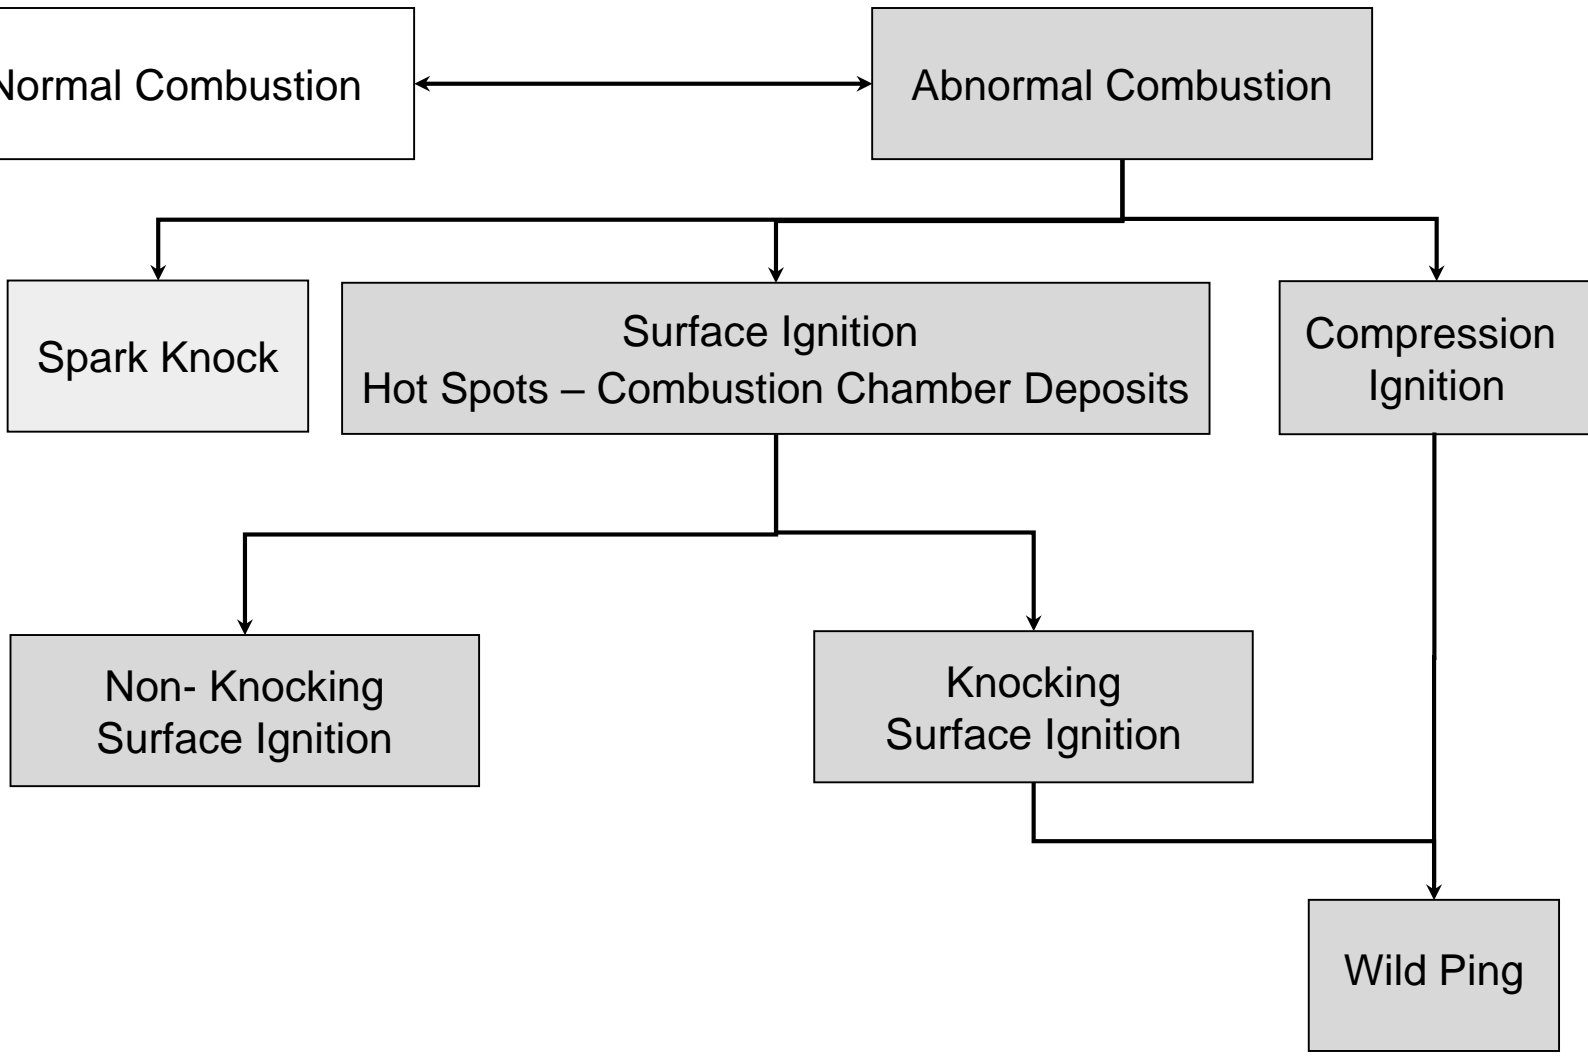 Normal Combustion
Abnormal Combustion
Spark Knock
Surface Ignition
Hot Spots – Combustion Chamber Deposits
Compression
Ignition
Non- Knocking
Surface Ignition
Knocking
Surface Ignition
Wild Ping